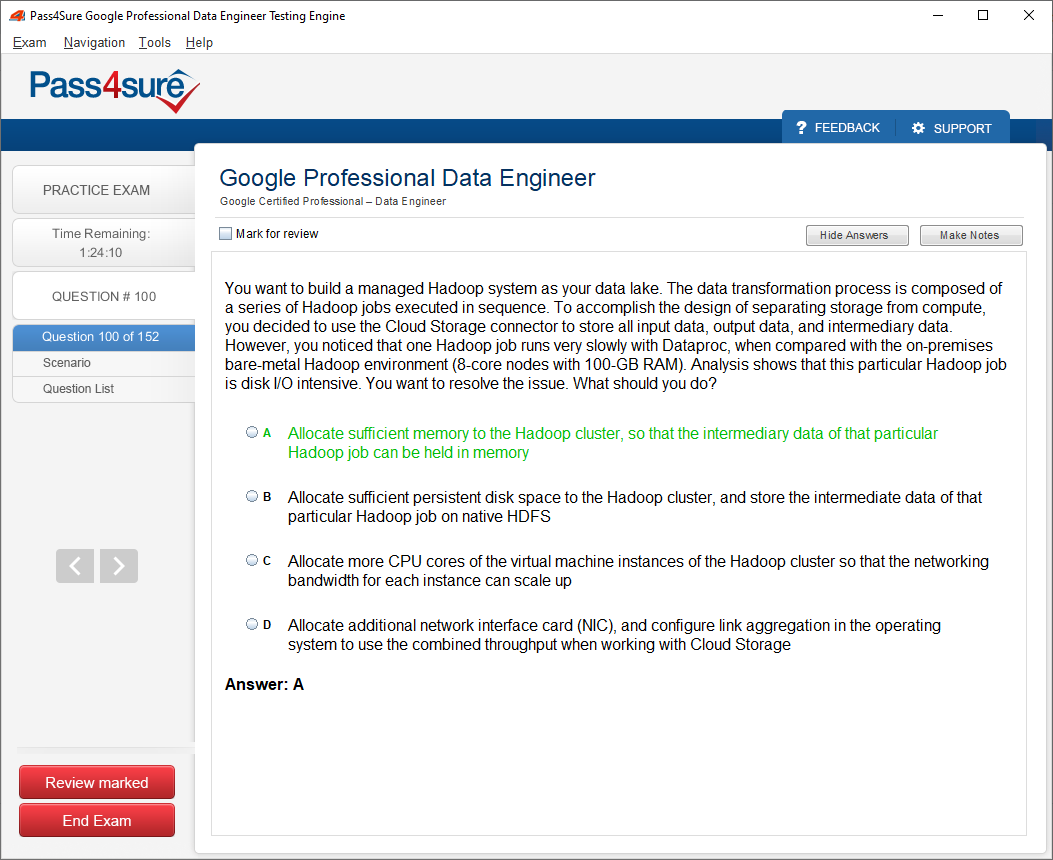 Pass4Sure Google Professional Data Engineer Testing Engine
Exam Navigation Tools Help
Pass4sure
? FEEDBACK SUPPORT
PRACTICE EXAM
Time Remaining:
1:24:10
QUESTION # 100
Question 100 of 152
Scenario
Question List
Review marked
End Exam
Google Professional Data Engineer
Google Certified Professional – Data Engineer
Mark for review
Hide Answers
Make Notes
You want to build a managed Hadoop system as your data lake. The data transformation process is composed of
a series of Hadoop jobs executed in sequence. To accomplish the design of separating storage from compute,
you decided to use the Cloud Storage connector to store all input data, output data, and intermediary data.
However, you noticed that one Hadoop job runs very slowly with Dataproc, when compared with the on-premises
bare-metal Hadoop environment (8-core nodes with 100-GB RAM). Analysis shows that this particular Hadoop job
is disk I/O intensive. You want to resolve the issue. What should you do?
A Allocate sufficient memory to the Hadoop cluster, so that the intermediary data of that particular
Hadoop job can be held in memory
B Allocate sufficient persistent disk space to the Hadoop cluster, and store the intermediate data of that
particular Hadoop job on native HDFS
C Allocate more CPU cores of the virtual machine instances of the Hadoop cluster so that the networking
bandwidth for each instance can scale up
D Allocate additional network interface card (NIC), and configure link aggregation in the operating
system to use the combined throughput when working with Cloud Storage
Answer: A